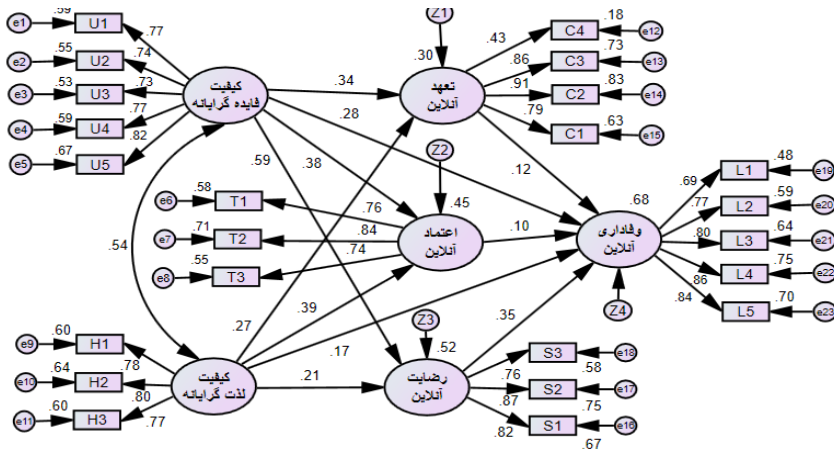 .59
e1
U1
.77
.55
e2
U2
.74
.53
e3
U3
.73
.59
e4
U4
.77
.67
e5
U5
.82
کیفیت
فایده گرایانه
Z1
.30
تعهد
آنلاین
.34
.43
C4
.18
e12
.86
C3
.73
e13
.91
C2
.83
e14
.79
C1
.63
e15
.28
.59
.38
Z2
.45
.58
e6
T1
.76
.71
e7
T2
.84
.55
e8
T3
.74
اعتماد
آنلاین
.12
.10
.68
وفاداری
آنلاین
Z4
.69
L1
.48
e19
.77
L2
.59
e20
.80
L3
.64
e21
.86
L4
.75
e22
.84
L5
.70
e23
.54
.27
.39
.17
.35
.21
.60
e9
H1
.78
.64
e10
H2
.80
.60
e11
H3
.77
کیفیت
لذت گرایانه
Z3
.52
رضایت
آنلاین
S3
e18
.76
.58
S2
e17
.87
.75
S1
e16
.82
.67